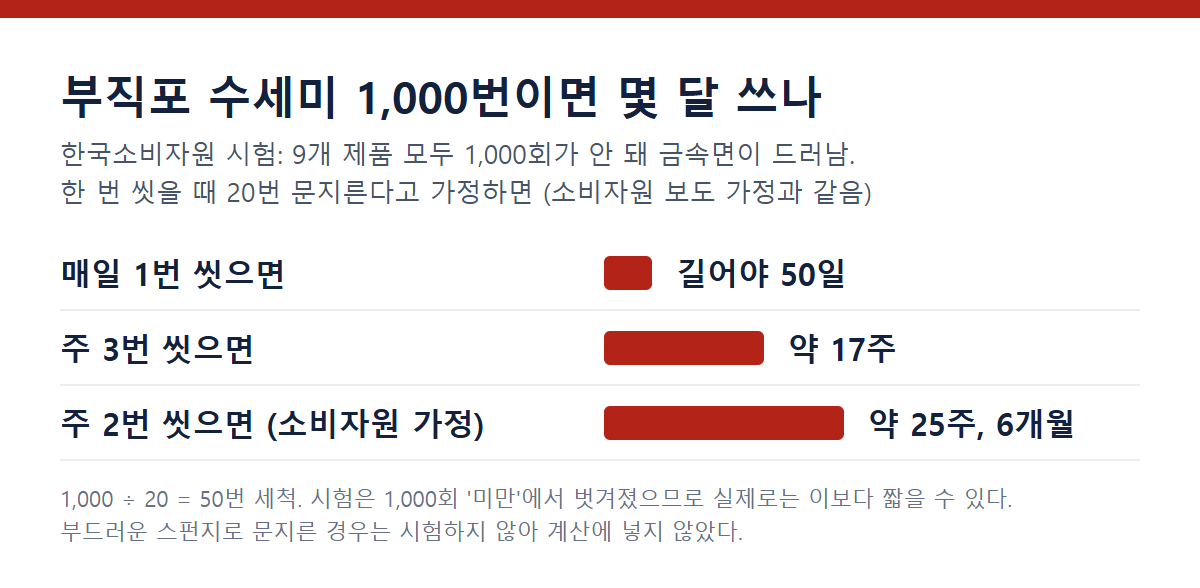 부직포 수세미 1,000번이면 몇 달 쓰나
한국소비자원 시험: 9개 제품 모두 1,000회가 안 돼 금속면이 드러남.
한 번 씻을 때 20번 문지른다고 가정하면 (소비자원 보도 가정과 같음)
매일 1번 씻으면 길어야 50일
주 3번 씻으면 약 17주
주 2번 씻으면 (소비자원 가정) 약 25주, 6개월
1,000 ÷ 20 = 50번 세척. 시험은 1,000회 '미만'에서 벗겨졌으므로 실제로는 이보다 짧을 수 있다.
부드러운 스펀지로 문지른 경우는 시험하지 않아 계산에 넣지 않았다.